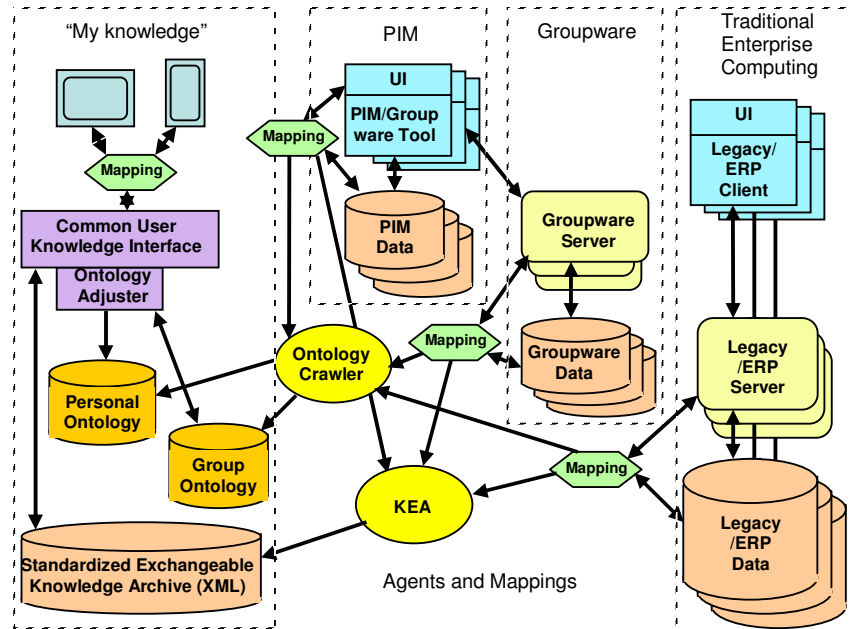 “My knowledge”
PIM
Groupware
Traditional
Enterprise
Computing
UI
PIM/Group
ware Tool
Mapping
UI
Legacy/
ERP
Client
Mapping
Common User
Knowledge Interface
Ontology
Adjuster
PIM
Data
Groupware
Server
Ontology
Crawler
Mapping
Groupware
Data
Legacy
/ERP
Server
Personal
Ontology
Group
Ontology
Mapping
KEA
Legacy
/ERP
Data
Standardized Exchangeable
Knowledge Archive (XML)
Agents and Mappings